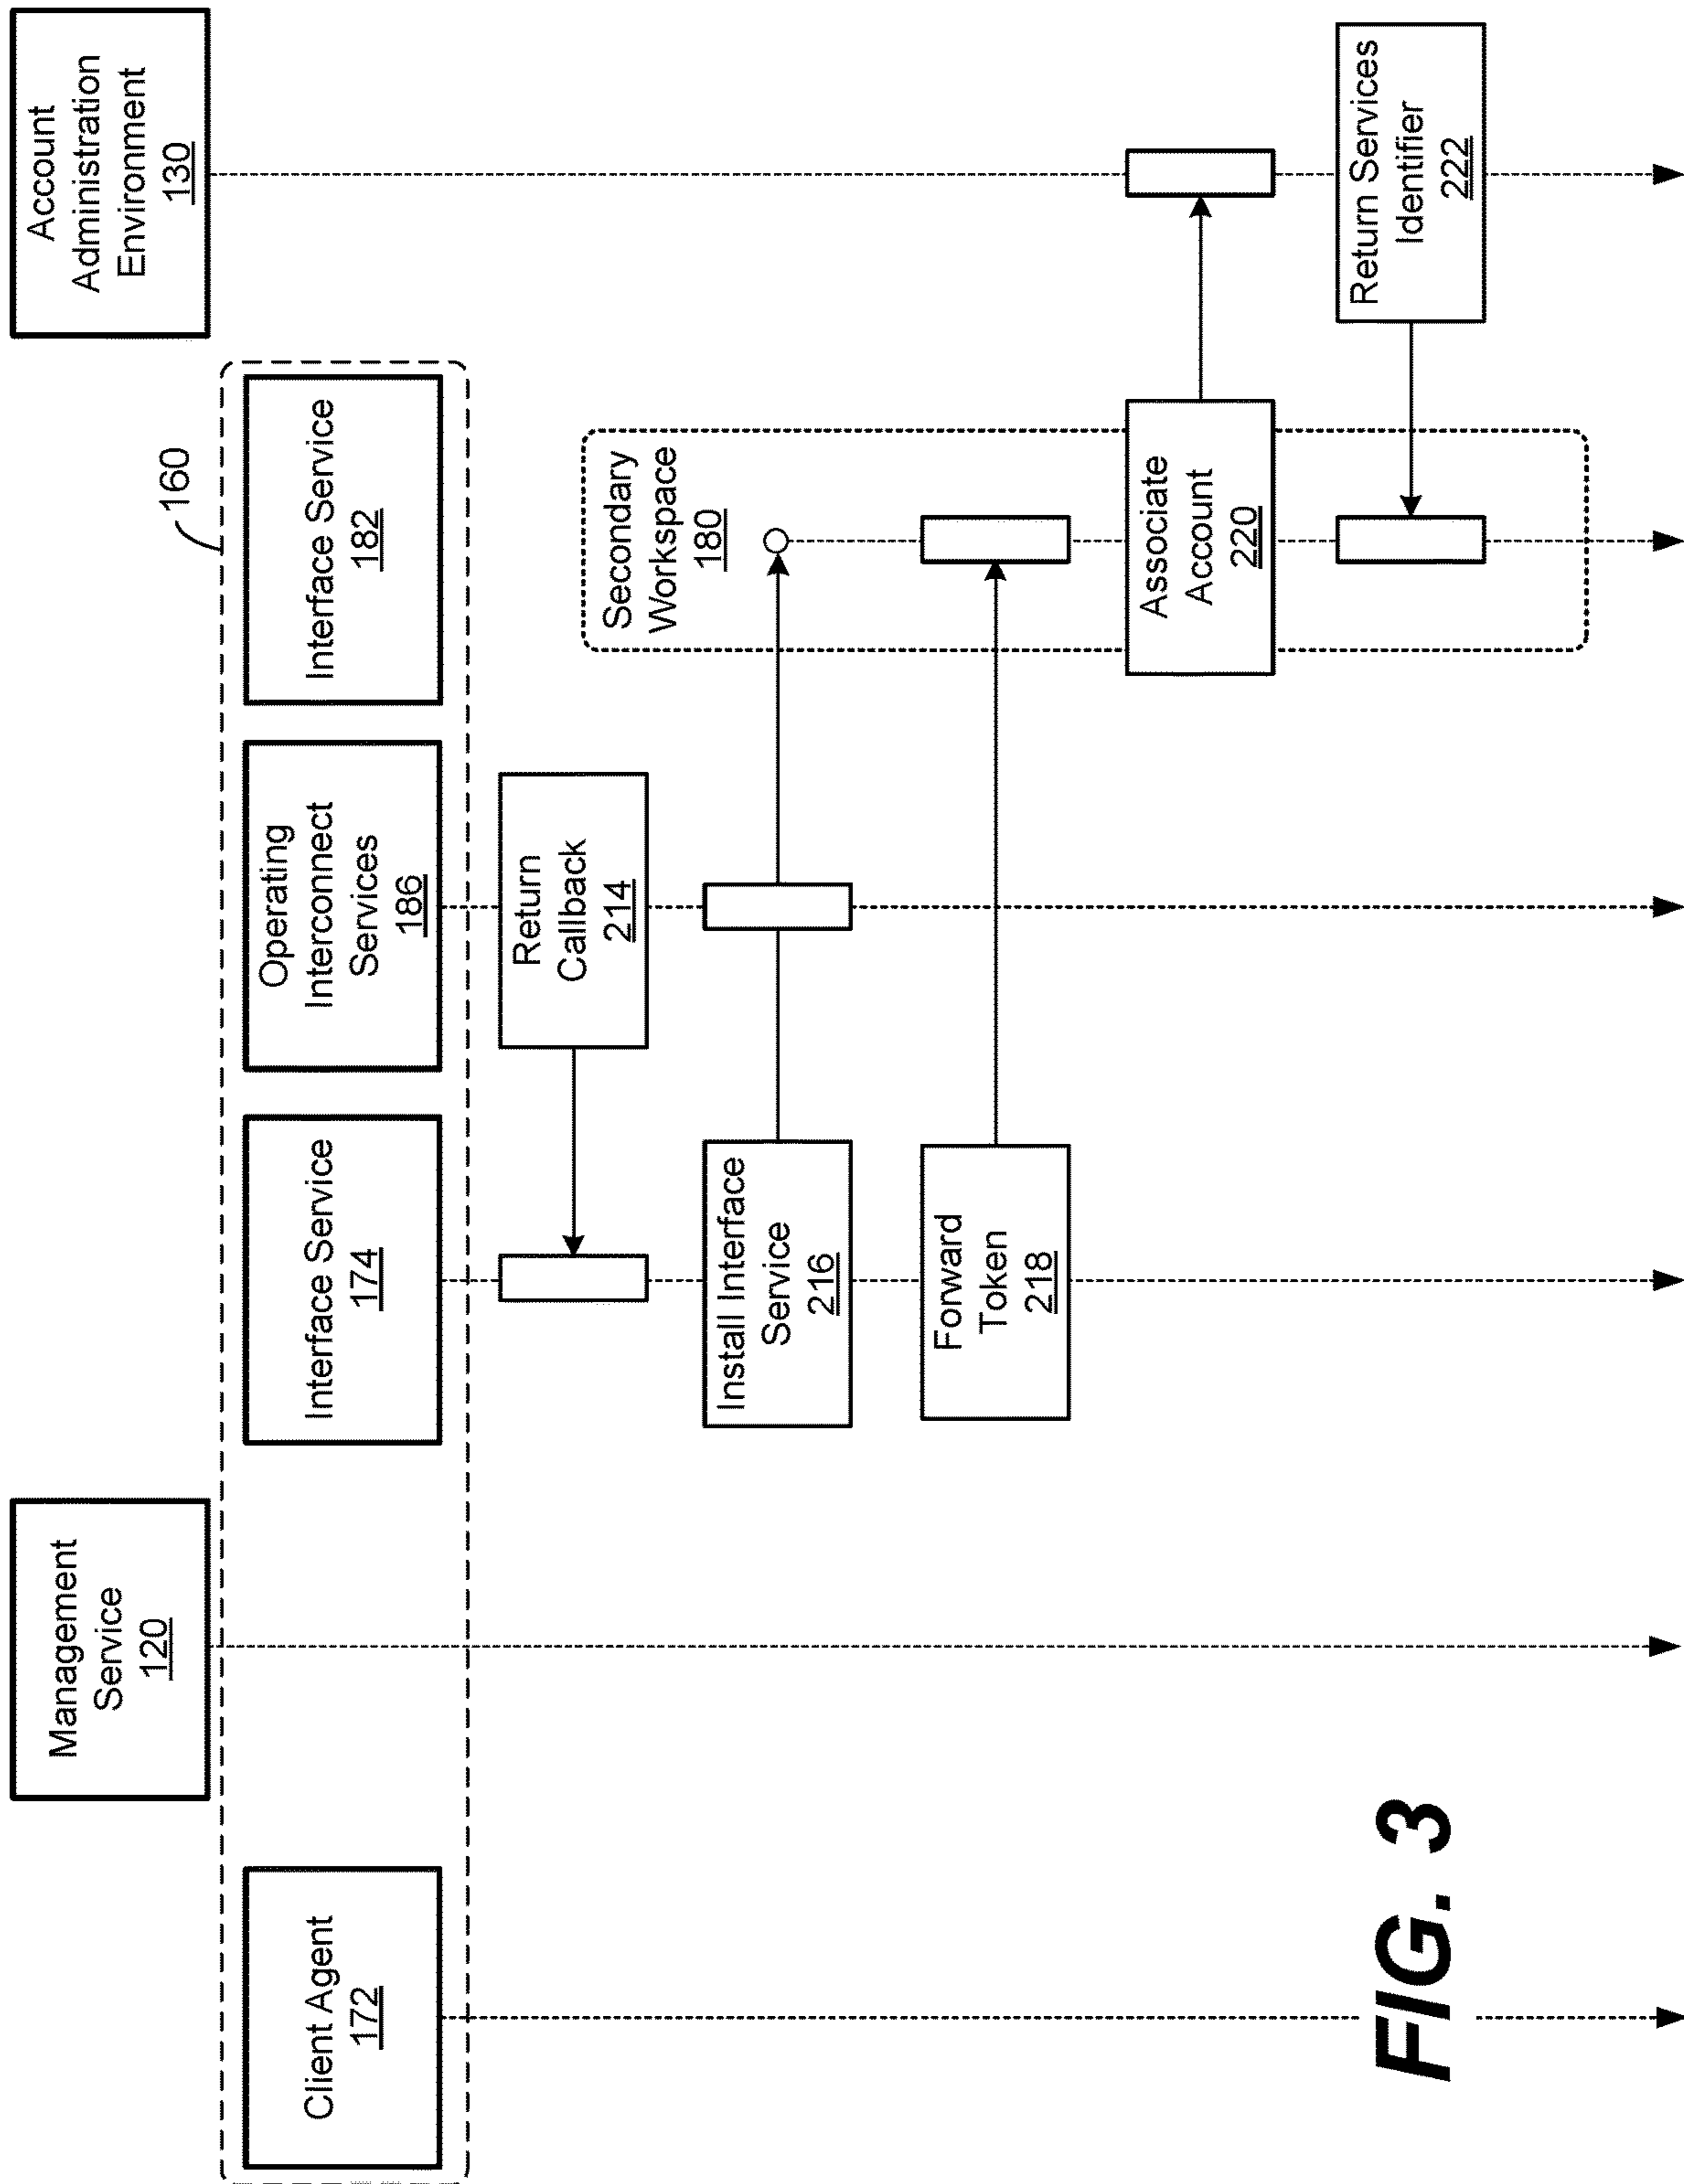 Management
Service
120
Account
Administration
Environment
130
160
Client Agent
172
Interface Service
174
Operating
Interconnect
Services
186
Interface Service
182
Return
Callback
214
Secondary
Workspace
180
Install Interface
Service
216
Forward
Token
218
Associate
Account
220
Return Services
Identifier
222
FIG. 3